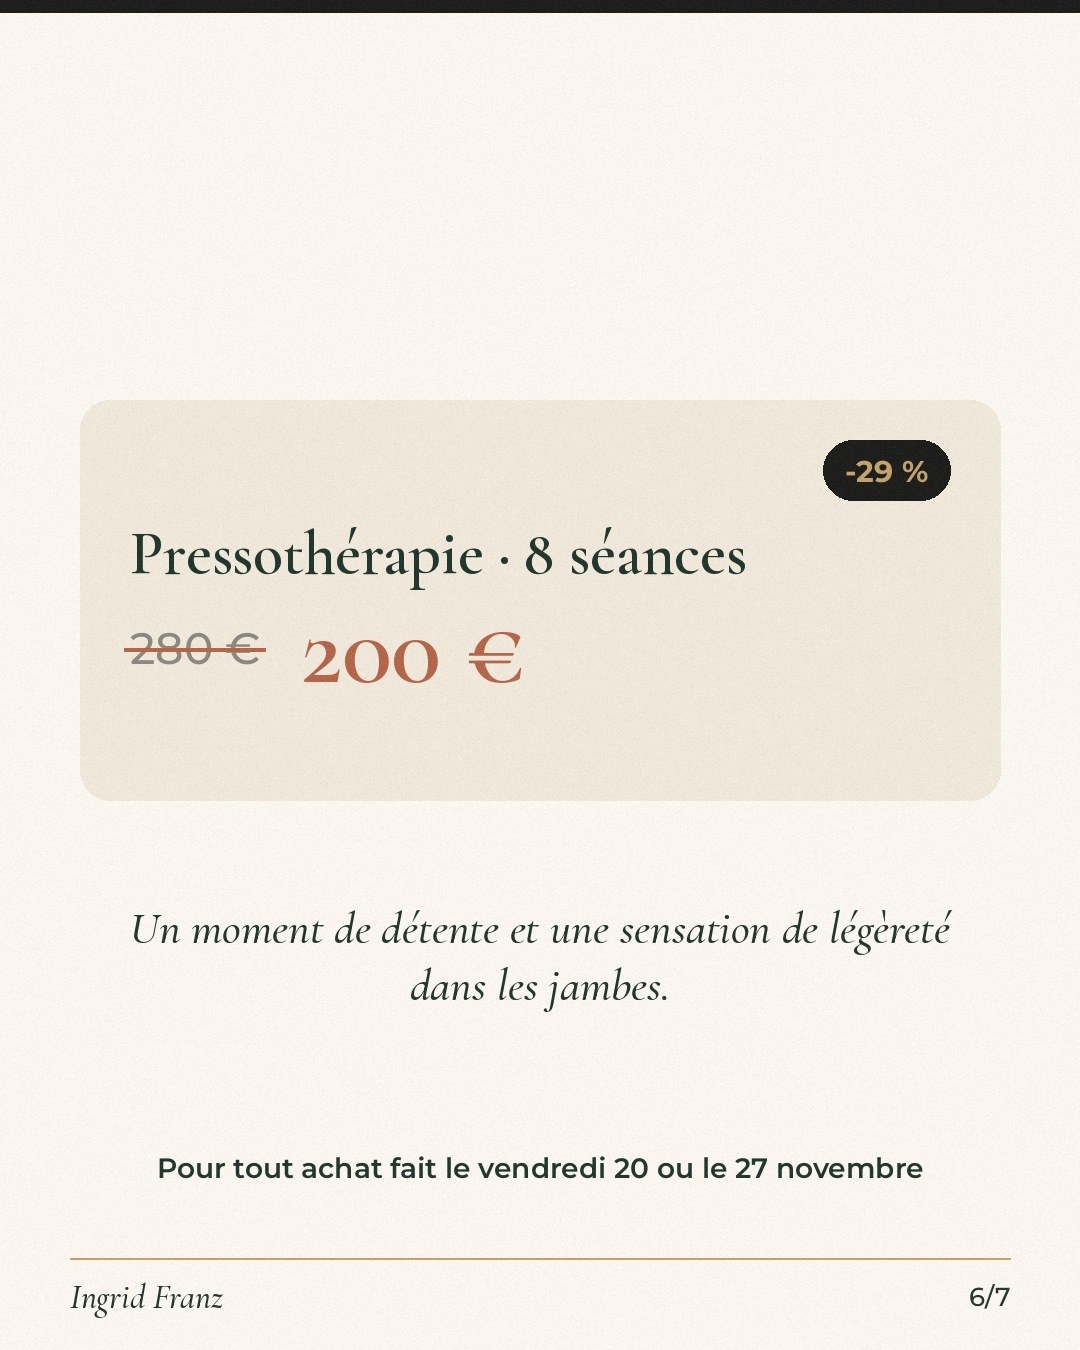 -29 %
Pressothérapie · 8 séances
280 € 200 €
Un moment de détente et une sensation de légèreté
dans les jambes.
Pour tout achat fait le vendredi 20 ou le 27 novembre
Ingrid Franz
6/7